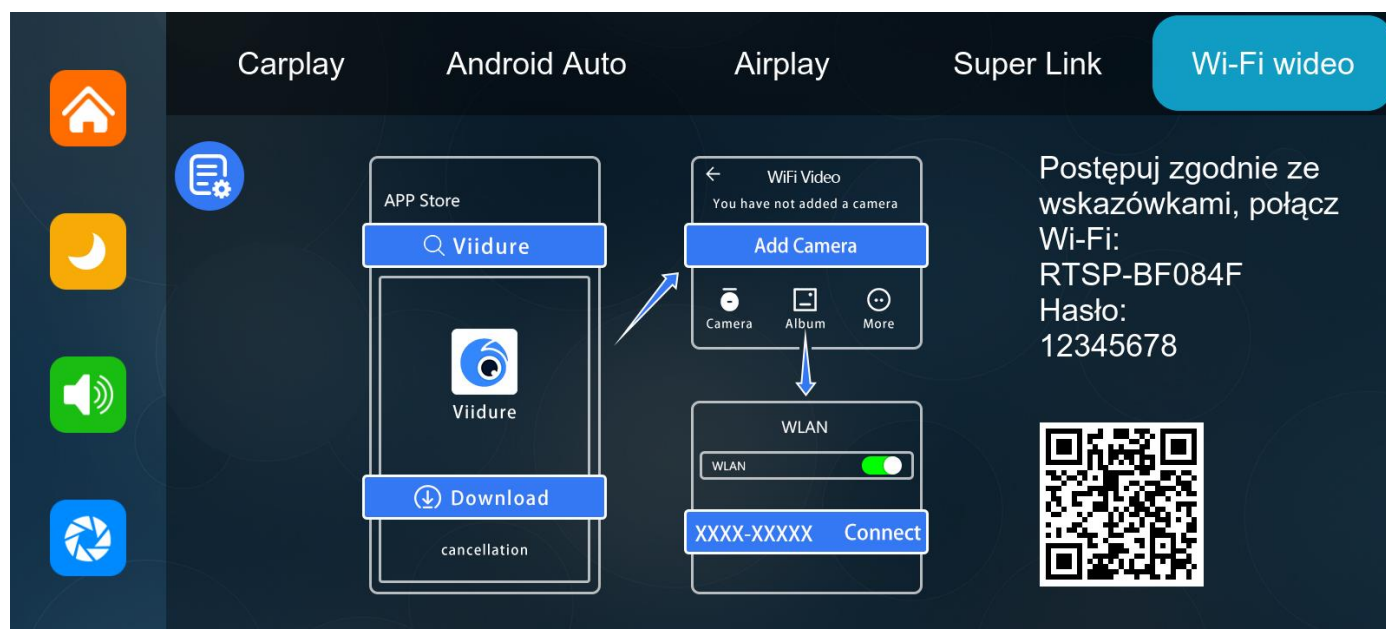 Carplay
Android Auto
Airplay
Super Link
Wi-Fi wideo
APP Store
Viidure
Viidure
Download
cancellation
WiFi Video
You have not added a camera
Add Camera
Camera
Album
More
WLAN
WLAN
XXXX-XXXXX Connect
Postępuj zgodnie ze
wskazówkami, połącz
Wi-Fi:
RTSP-BF084F
Hasło:
12345678